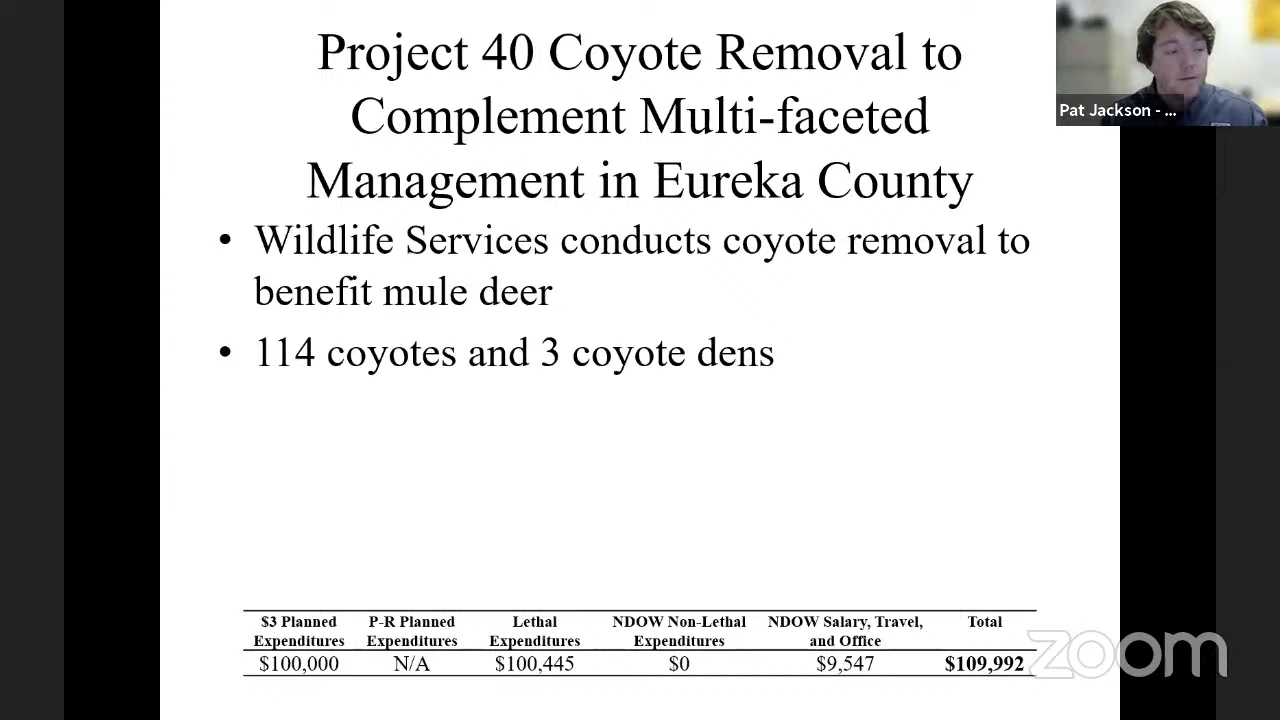 Project 40 Coyote Removal to
Complement Multi-faceted
Management in Eureka County
• Wildlife Services conducts coyote removal to
benefit mule deer
• 114 coyotes and 3 coyote dens
$3 Planned Expenditures P-R Planned Expenditures Lethal Expenditures NDOW Non-Lethal Expenditures NDOW Salary, Travel, and Office Total
$100,000 N/A $100,445 $0 $9,547 $109,992
Pat Jackson - ...
zoom